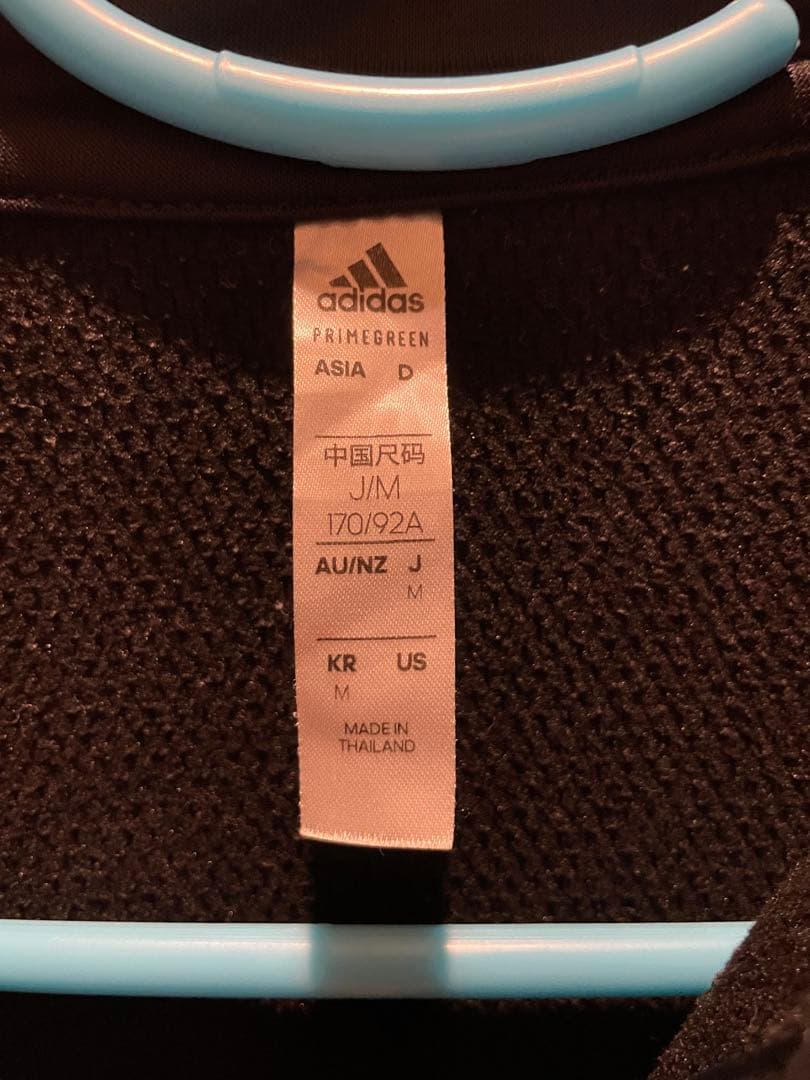 adidas
PRIMEGREEN
ASIA D
中国尺码
J/M
170/92A
AU/NZ J
M
KR US
M
MADE IN
THAILAND